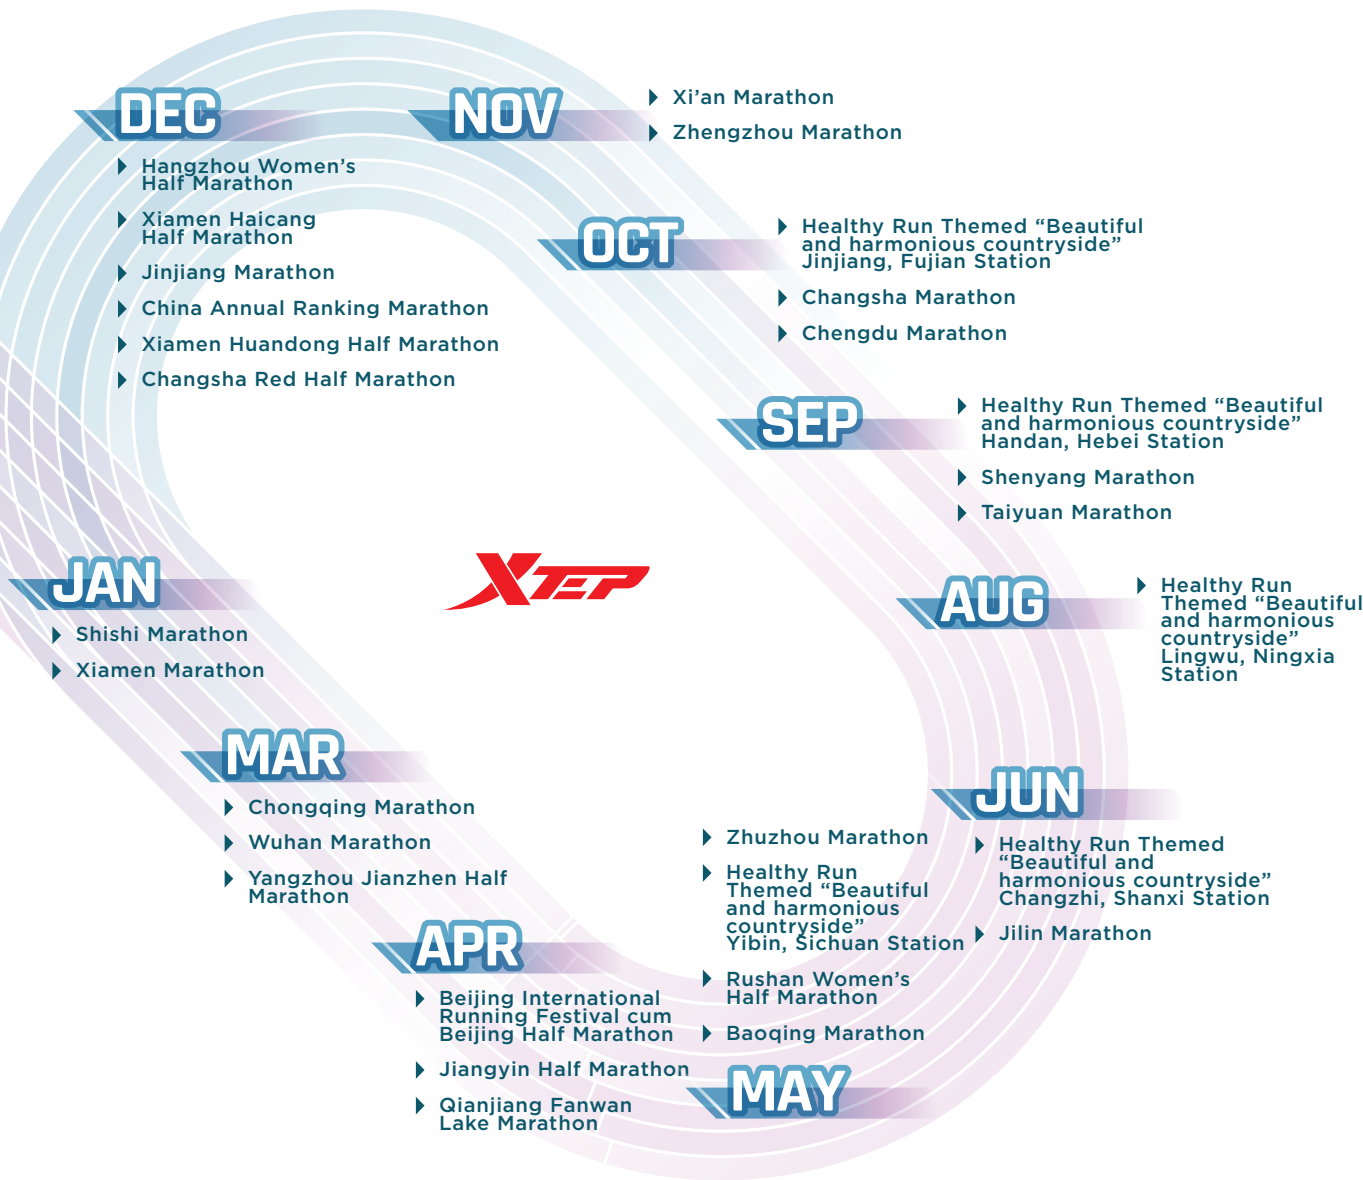 DEC
Hangzhou Women’s
Half Marathon
Xiamen Haicang
Half Marathon
Jinjiang Marathon
China Annual Ranking Marathon
Xiamen Huandong Half Marathon
Changsha Red Half Marathon
NOV
Xi’an Marathon
Zhengzhou Marathon
OCT
Healthy Run Themed “Beautiful
and harmonious countryside”
Jinjiang, Fujian Station
Changsha Marathon
Chengdu Marathon
SEP
Healthy Run Themed “Beautiful
and harmonious countryside”
Handan, Hebei Station
Shenyang Marathon
Taiyuan Marathon
XTEP
JAN
Shishi Marathon
Xiamen Marathon
AUG
Healthy Run
Themed “Beautiful
and harmonious
countryside”
Lingwu, Ningxia
Station
MAR
Chongqing Marathon
Wuhan Marathon
Yangzhou Jianzhen Half
Marathon
JUN
Healthy Run Themed
“Beautiful and
harmonious countryside”
Changzhi, Shanxi Station
Jilin Marathon
APR
Beijing International
Running Festival cum
Beijing Half Marathon
Jiangyin Half Marathon
Qianjiang Fanwan
Lake Marathon
Zhuzhou Marathon
Healthy Run
Themed “Beautiful
and harmonious
countryside”
Yibin, Sichuan Station
Rushan Women’s
Half Marathon
Baoqing Marathon
MAY